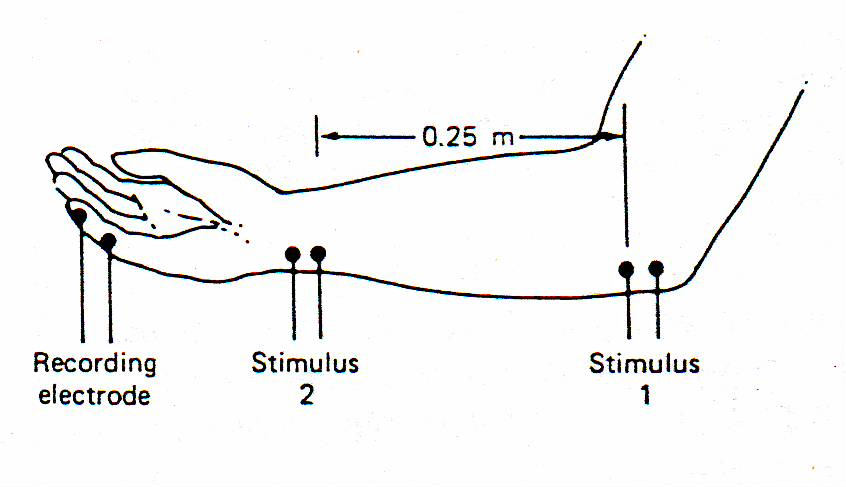 0.25 m
Recording
electrode
Stimulus
2
Stimulus
1